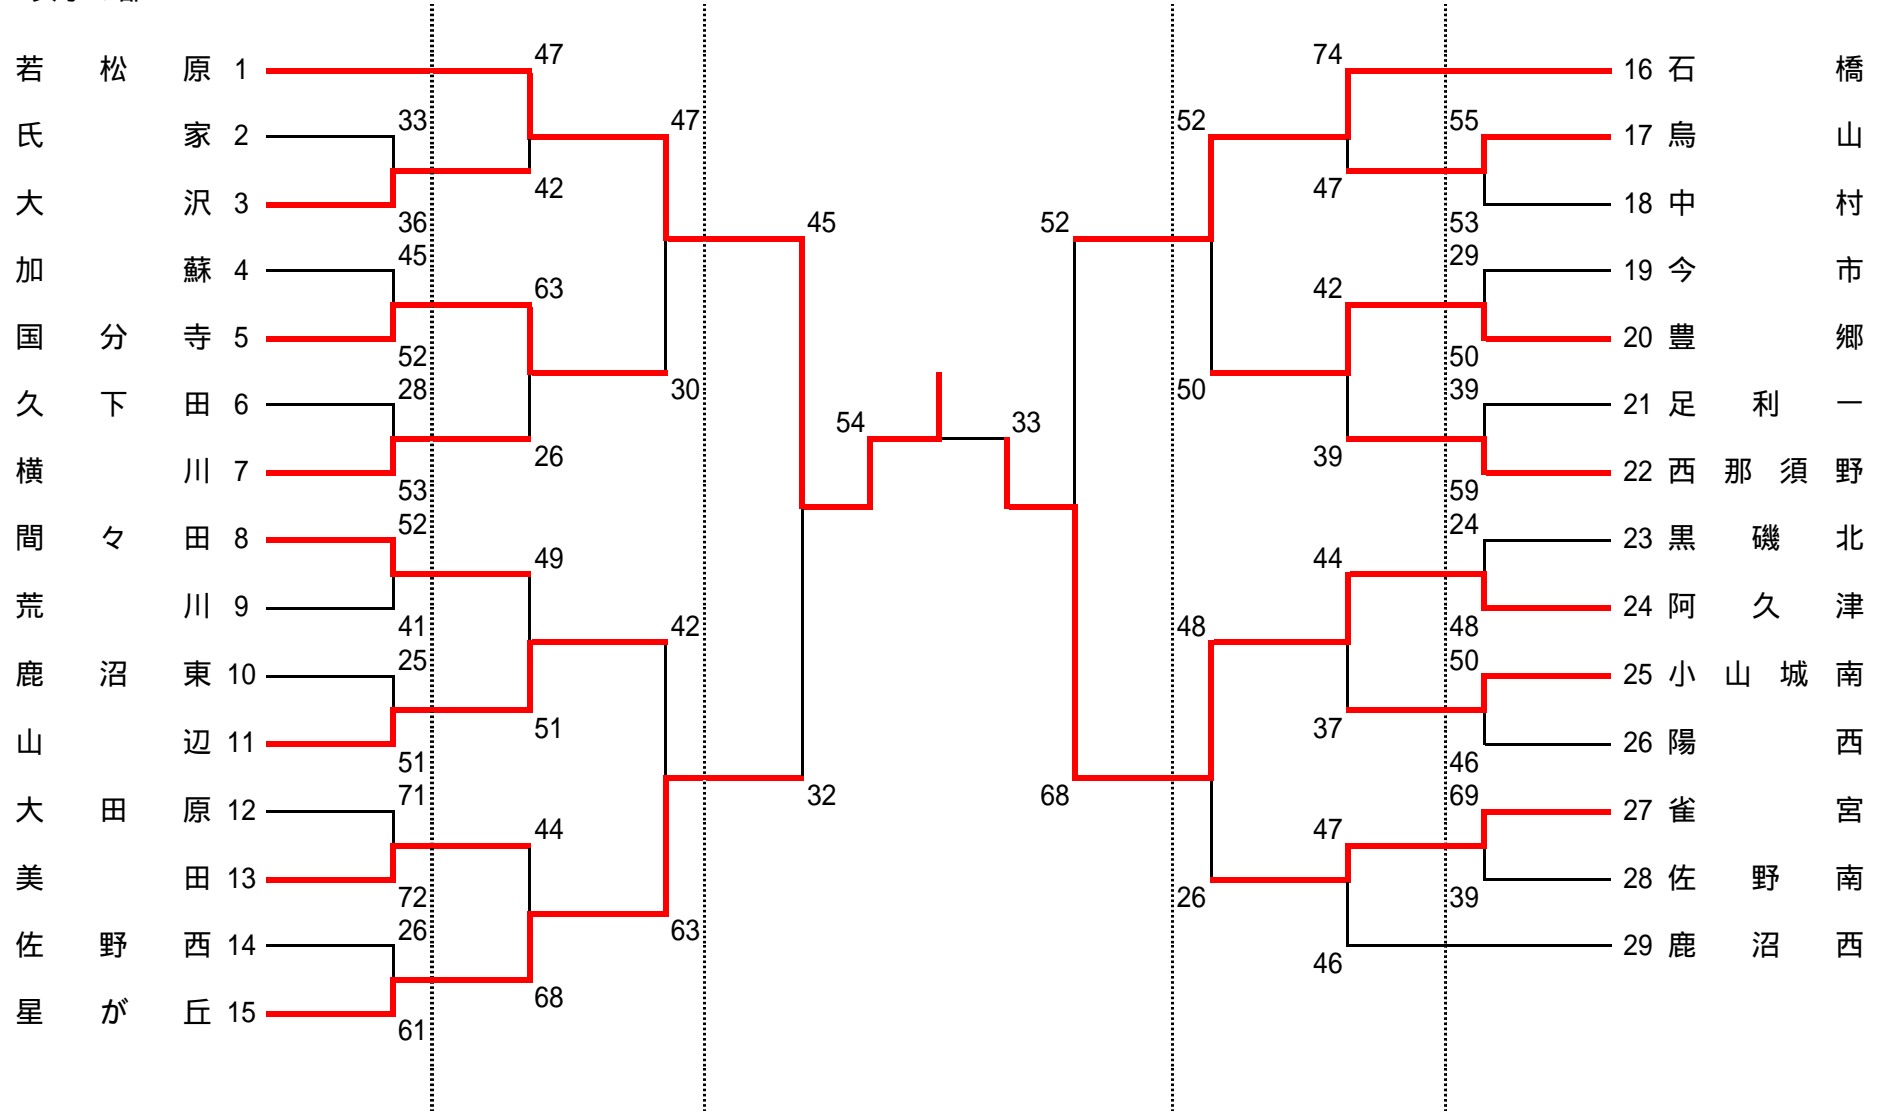 若松原 1
氏家 2
大沢 3
加蘇 4
国分寺 5
久下田 6
横川 7
間々田 8
荒川 9
鹿沼東 10
山辺 11
大田原 12
美田 13
佐野西 14
星が丘 15
33
36
45
52
28
53
52
41
25
51
71
72
26
61
47
42
63
26
49
51
44
68
47
30
42
63
45
32
54
33
52
68
52
50
48
26
74
47
42
39
44
37
47
46
55
53
29
50
39
59
24
48
50
46
69
39
16 石橋
17 烏山
18 中村
19 今市
20 豊郷
21 足利一
22 西那須野
23 黒磯北
24 阿久津
25 小山城南
26 陽西
27 雀宮
28 佐野南
29 鹿沼西